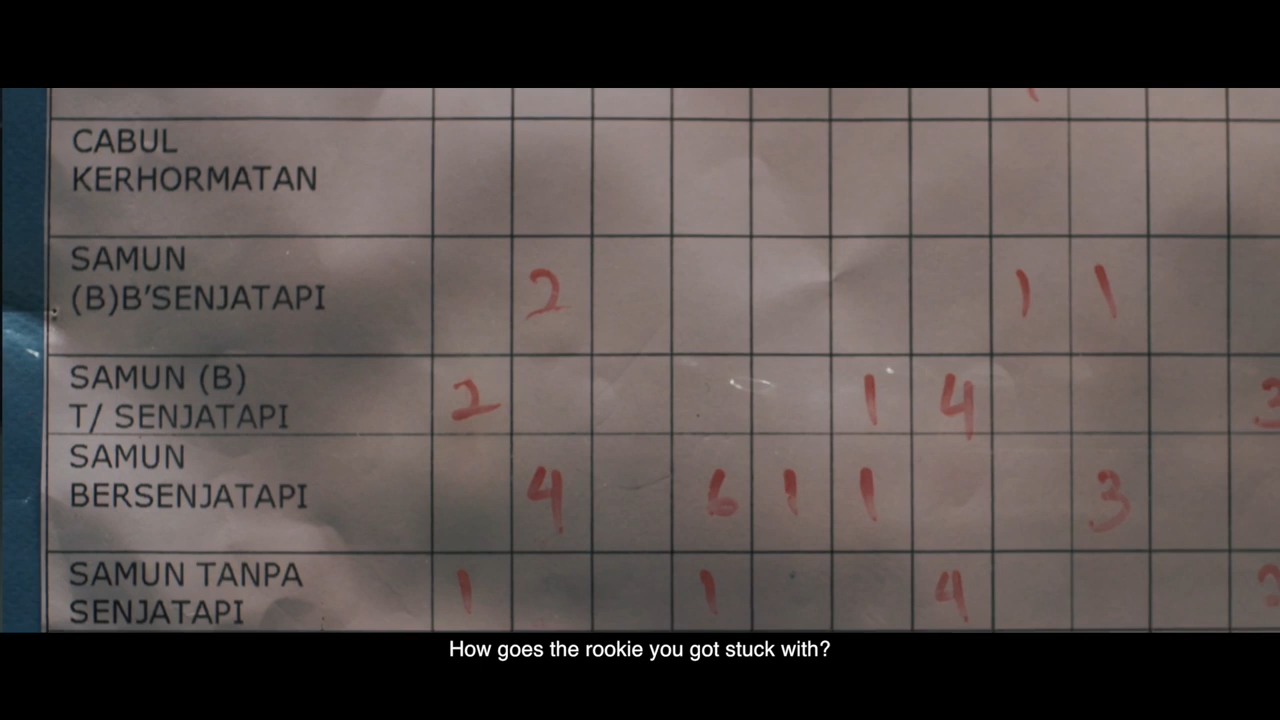 CABUL
KERHORMATAN
SAMUN
(B)B'SENJATAPI 2 1 1
SAMUN (B)
T/ SENJATAPI 2 1 4 3
SAMUN
BERSENJATAPI 4 6 1 1 3
SAMUN TANPA
SENJATAPI 1 1 4
How goes the rookie you got stuck with?